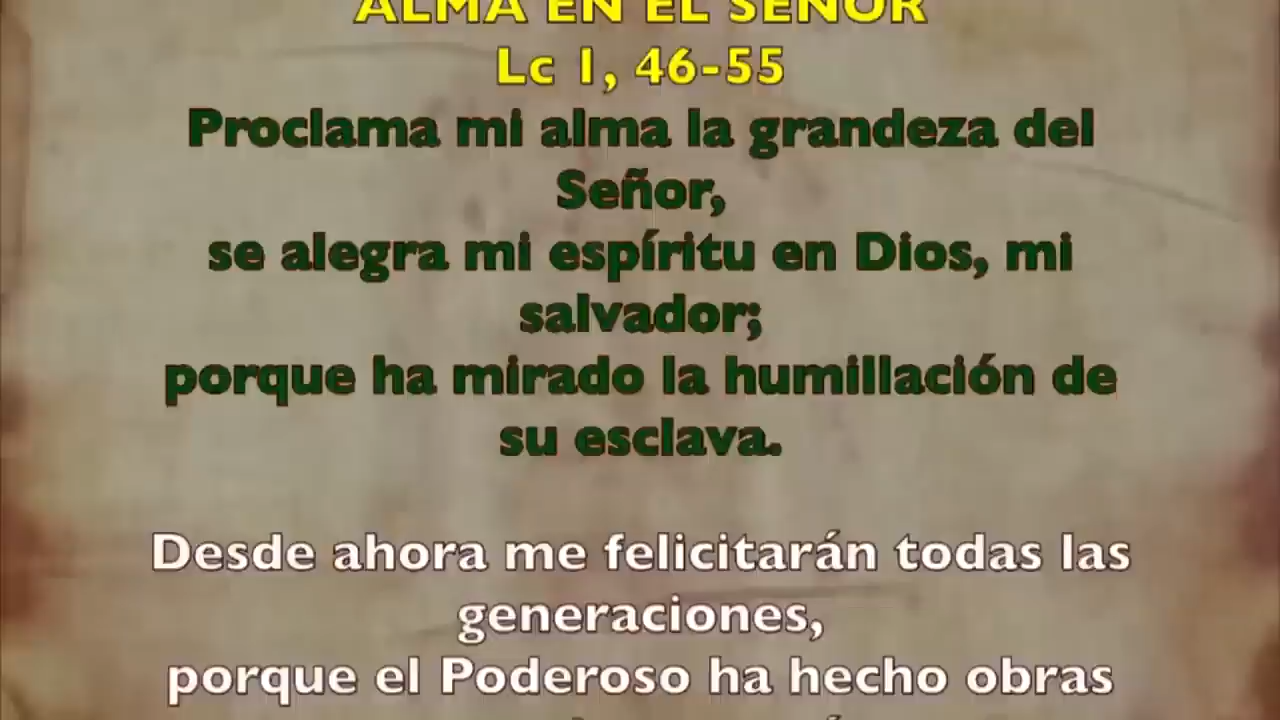 ALMA EN EL SEÑOR
Lc 1, 46-55
Proclama mi alma la grandeza del
Señor,
se alegra mi espíritu en Dios, mi
salvador;
porque ha mirado la humillación de
su esclava.
Desde ahora me felicitarán todas las
generaciones,
porque el Poderoso ha hecho obras